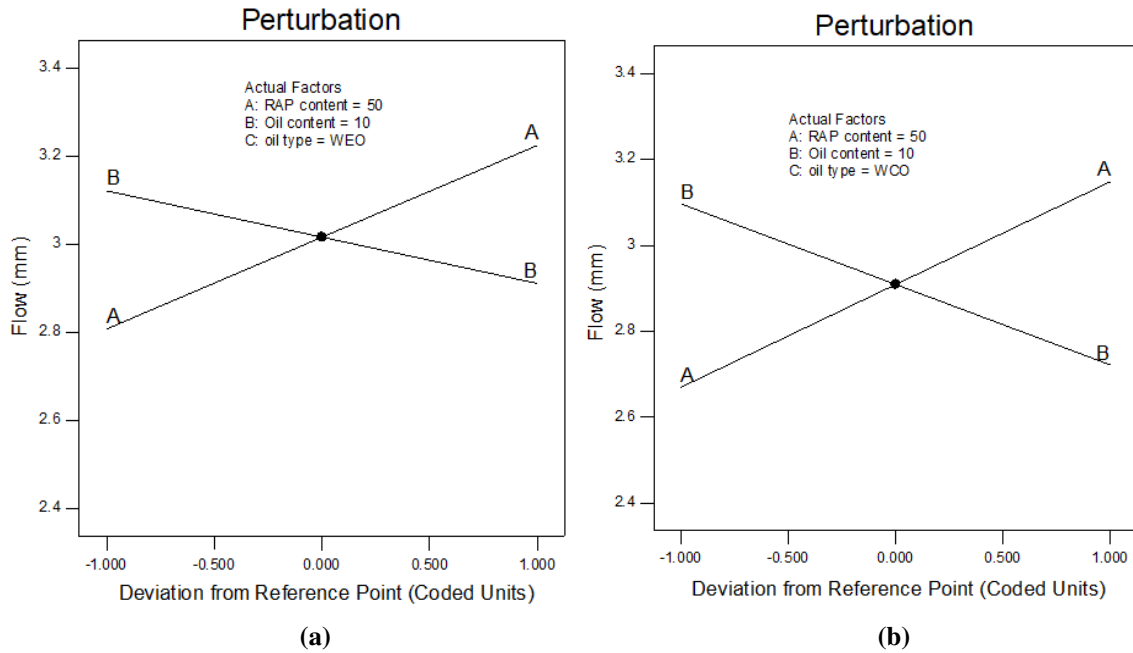 Perturbation
3.4
3.2
3
2.8
2.6
2.4
Flow (mm)
Actual Factors
A: RAP content = 50
B: Oil content = 10
C: oil type = WEO
B
A
A
B
-1.000
-0.500
0.000
0.500
1.000
Deviation from Reference Point (Coded Units)
(a)
Perturbation
3.4
3.2
3
2.8
2.6
2.4
Flow (mm)
Actual Factors
A: RAP content = 50
B: Oil content = 10
C: oil type = WCO
B
A
A
B
-1.000
-0.500
0.000
0.500
1.000
Deviation from Reference Point (Coded Units)
(b)